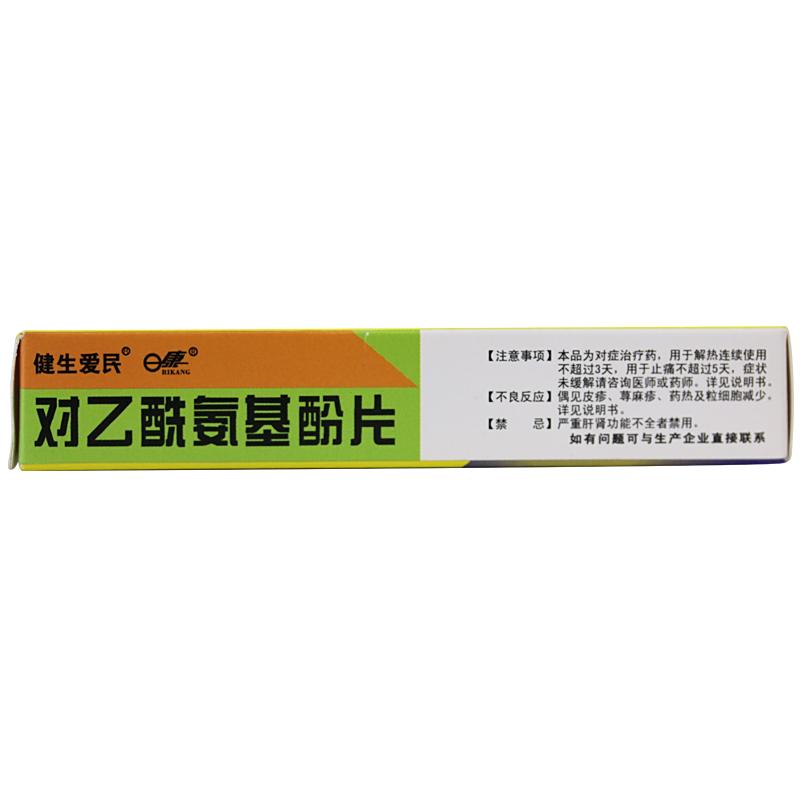 健生爱民® 日康®
RIKANG
对乙酰氨基酚片
【注意事项】本品为对症治疗药，用于解热连续使用
不超过3天，用于止痛不超过5天，症状
未缓解请咨询医师或药师。详见说明书。
【不良反应】偶见皮疹、荨麻疹、药热及粒细胞减少。
详见说明书。
【禁　　忌】严重肝肾功能不全者禁用。
如有问题可与生产企业直接联系